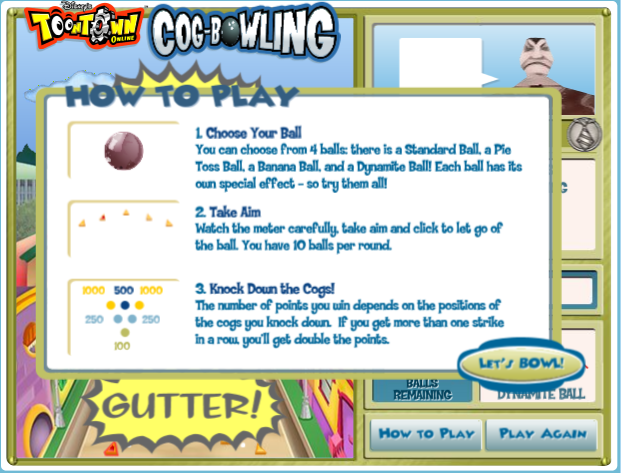 Disney's
TOONTOWN
ONLINE
COG-BOWLING
HOW TO PLAY
1. Choose Your Ball
You can choose from 4 balls: there is a Standard Ball, a Pie
Toss Ball, a Banana Ball, and a Dynamite Ball! Each ball has its
own special effect - so try them all!
2. Take Aim
Watch the meter carefully, take aim and click to let go of
the ball. You have 10 balls per round.
1000 500 1000
250 250
100
3. Knock Down the Cogs!
The number of points you win depends on the positions of
the cogs you knock down. If you get more than one strike
in a row, you'll get double the points.
LET'S BOWL!
GUTTER!
BALLS
REMAINING
DYNAMITE BALL
HOW TO PLAY
PLAY AGAIN